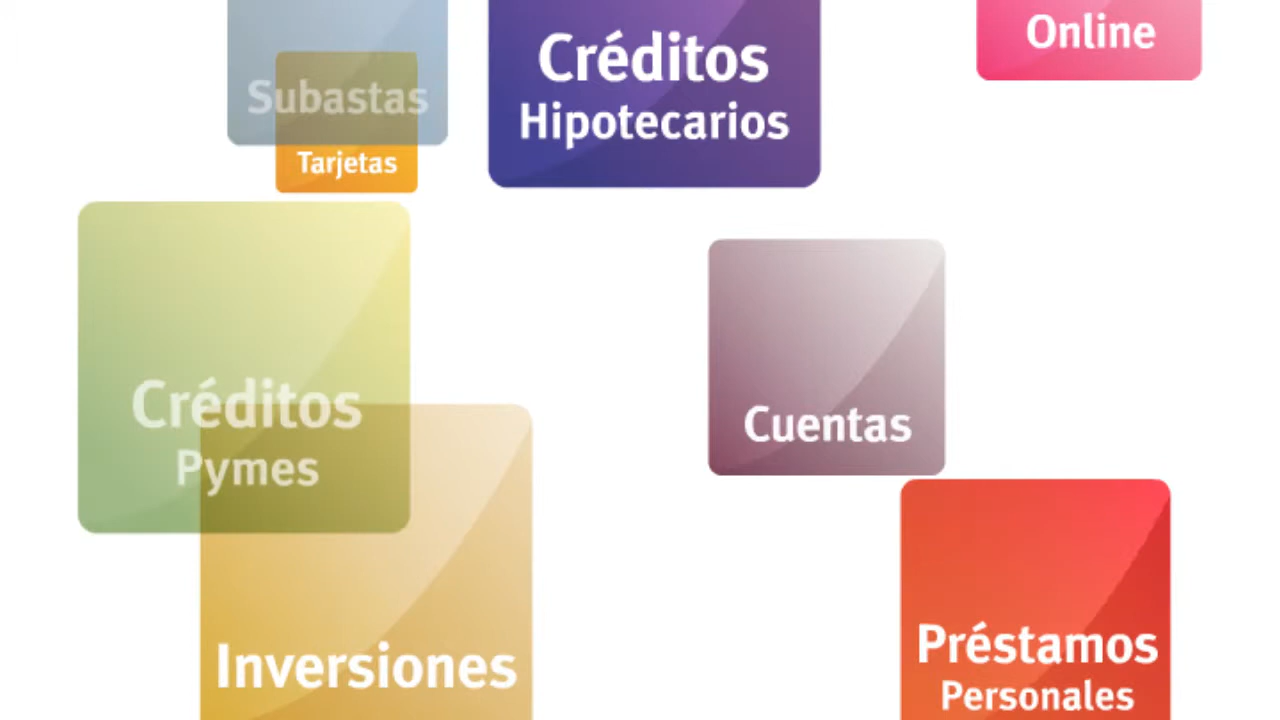 Online
Créditos
Hipotecarios
Subastas
Tarjetas
Créditos
Pymes
Cuentas
Inversiones
Préstamos
Personales